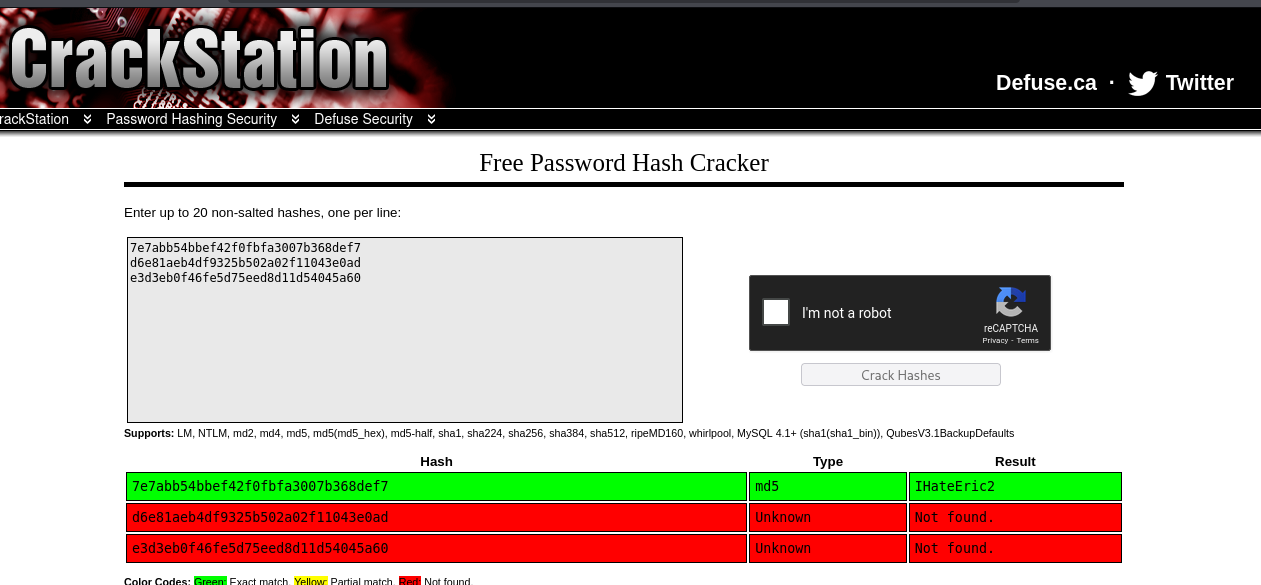 CrackStation
Defuse.ca · Twitter
rackStation Password Hashing Security Defuse Security
Free Password Hash Cracker
Enter up to 20 non-salted hashes, one per line:
7e7abb54bbef42f0fbfa3007b368def7
d6e81aeb4df9325b502a02f11043e0ad
e3d3eb0f46fe5d75eed8d11d54045a60
I'm not a robot
reCAPTCHA
Privacy - Terms
Crack Hashes
Supports: LM, NTLM, md2, md4, md5, md5(md5_hex), md5-half, sha1, sha224, sha256, sha384, sha512, ripeMD160, whirlpool, MySQL 4.1+ (sha1(sha1_bin)), QubesV3.1BackupDefaults
Hash Type Result
7e7abb54bbef42f0fbfa3007b368def7 md5 IHateEric2
d6e81aeb4df9325b502a02f11043e0ad Unknown Not found.
e3d3eb0f46fe5d75eed8d11d54045a60 Unknown Not found.
Color Codes: Green: Exact match, Yellow: Partial match, Red: Not found.